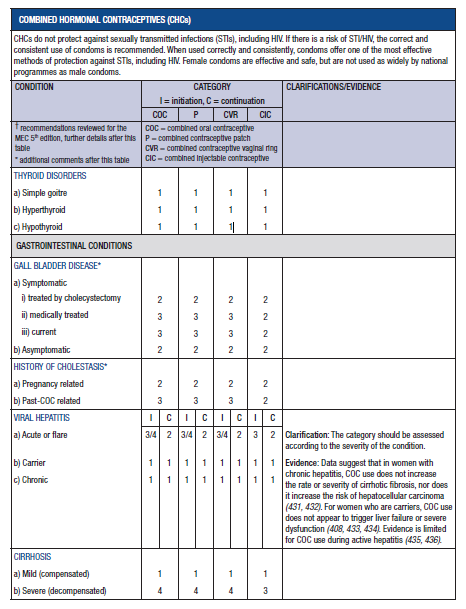 COMBINED HORMONAL CONTRACEPTIVES (CHCs)
CHCs do not protect against sexually transmitted infections (STIs), including HIV. If there is a risk of STI/HIV, the correct and
consistent use of condoms is recommended. When used correctly and consistently, condoms offer one of the most effective
methods of protection against STIs, including HIV. Female condoms are effective and safe, but are not used as widely by national
programmes as male condoms.
CONDITION CATEGORY CLARIFICATIONS/EVIDENCE
I = initiation, C = continuation
COC P CVR CIC
† recommendations reviewed for the
MEC 5th edition, further details after this
table
* additional comments after this table
COC = combined oral contraceptive
P = combined contraceptive patch
CVR = combined contraceptive vaginal ring
CIC = combined injectable contraceptive
THYROID DISORDERS
a) Simple goitre 1 1 1 1
b) Hyperthyroid 1 1 1 1
c) Hypothyroid 1 1 1 1
GASTROINTESTINAL CONDITIONS
GALL BLADDER DISEASE*
a) Symptomatic
i) treated by cholecystectomy 2 2 2 2
ii) medically treated 3 3 3 2
iii) current 3 3 3 2
b) Asymptomatic 2 2 2 2
HISTORY OF CHOLESTASIS*
a) Pregnancy related 2 2 2 2
b) Past-COC related 3 3 3 2
VIRAL HEPATITIS I C I C I C I C
a) Acute or flare 3/4 2 3/4 2 3/4 2 3 2
b) Carrier 1 1 1 1 1 1 1 1
c) Chronic 1 1 1 1 1 1 1 1
Clarification: The category should be assessed
according to the severity of the condition.
Evidence: Data suggest that in women with
chronic hepatitis, COC use does not increase
the rate or severity of cirrhotic fibrosis, nor does
it increase the risk of hepatocellular carcinoma
(431, 432). For women who are carriers, COC use
does not appear to trigger liver failure or severe
dysfunction (408, 433, 434). Evidence is limited
for COC use during active hepatitis (435, 436).
CIRRHOSIS
a) Mild (compensated) 1 1 1 1
b) Severe (decompensated) 4 4 4 3